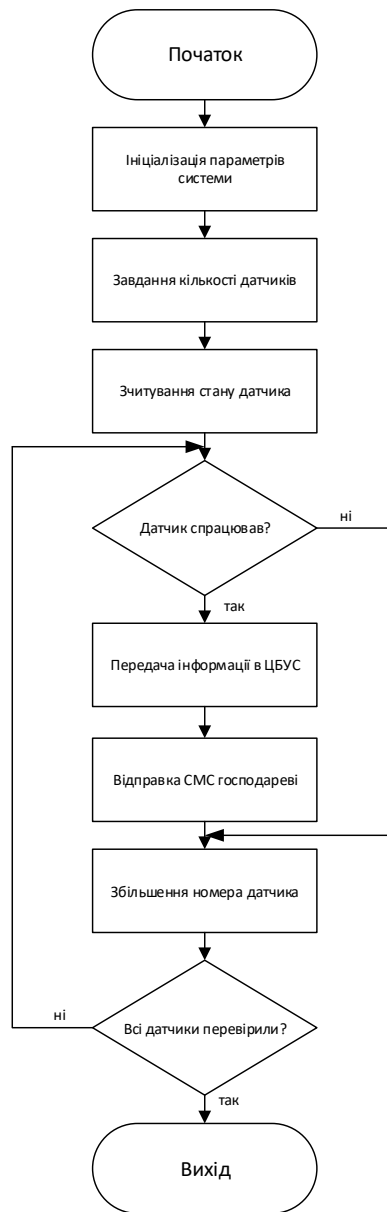 Початок
Ініціалізація параметрів
системи
Завдання кількості датчиків
Зчитування стану датчика
Датчик спрацював?
ні
так
Передача інформації в ЦБУС
Відправка СМС господареві
Збільшення номера датчика
ні
Всі датчики перевірили?
так
Вихід